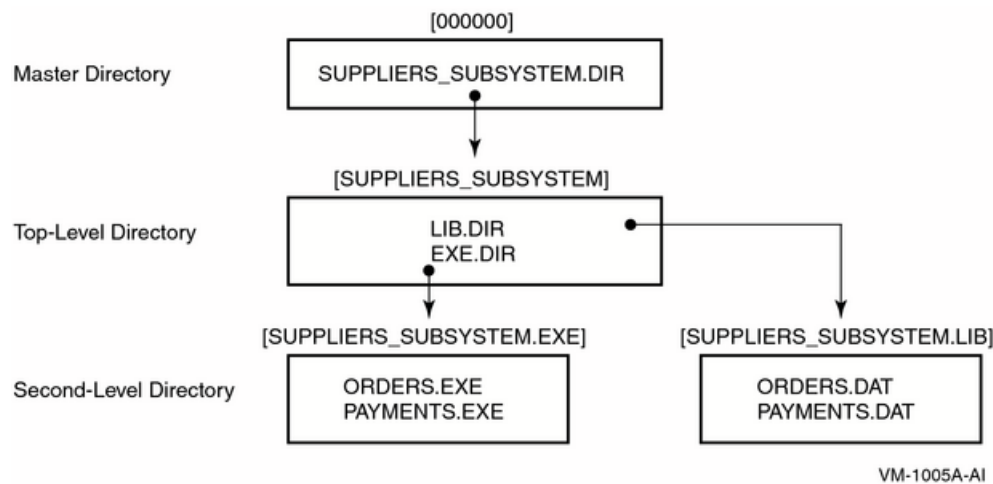 [000000]
Master Directory
SUPPLIERS_SUBSYSTEM.DIR
[SUPPLIERS_SUBSYSTEM]
Top-Level Directory
LIB.DIR
EXE.DIR
[SUPPLIERS_SUBSYSTEM.EXE]
[SUPPLIERS_SUBSYSTEM.LIB]
Second-Level Directory
ORDERS.EXE
PAYMENTS.EXE
ORDERS.DAT
PAYMENTS.DAT
VM-1005A-AI